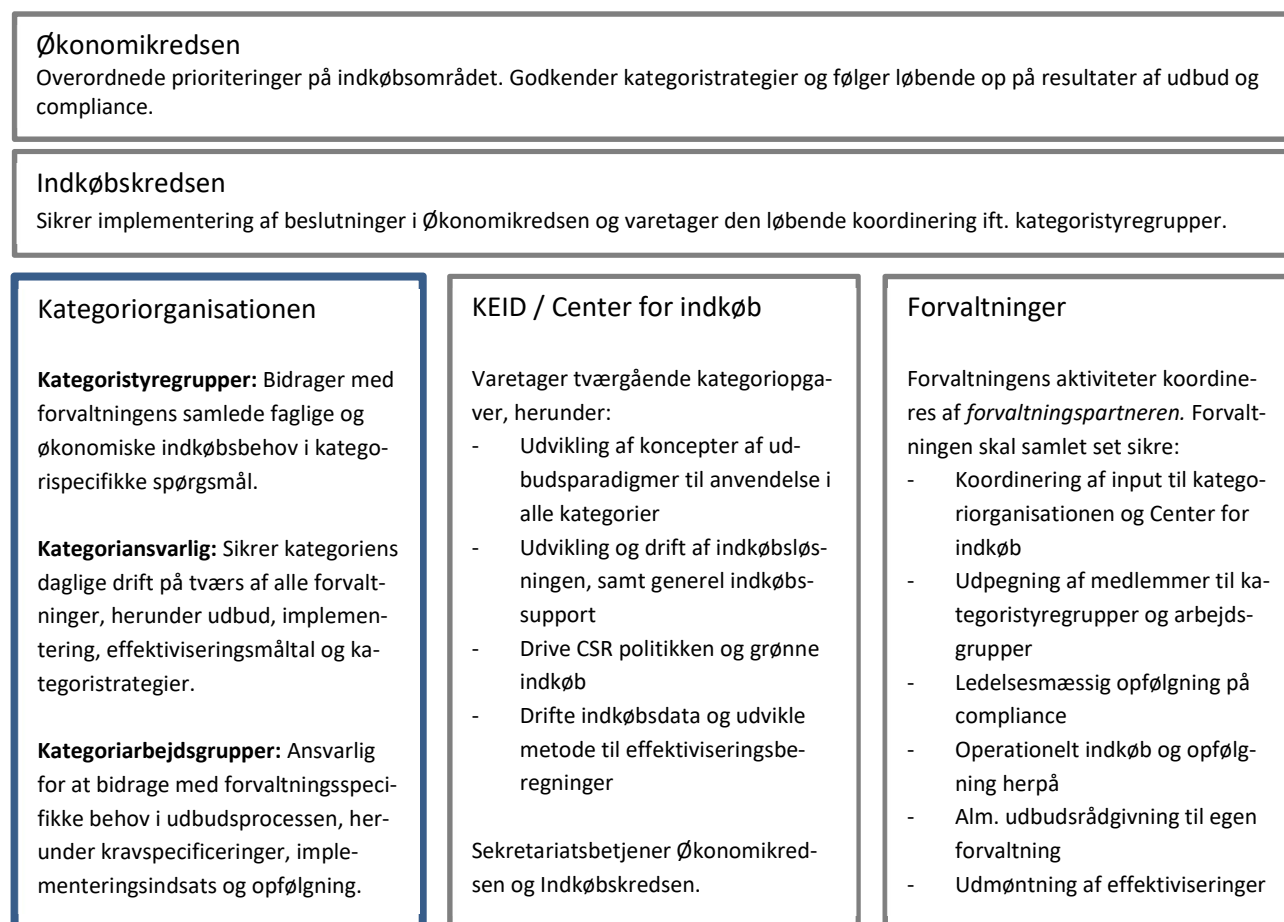 Økonomikredsen
Overordnede prioriteringer på indkøbsområdet. Godkender kategoristrategier og følger løbende op på resultater af udbud og
compliance.
Indkøbskredsen
Sikrer implementering af beslutninger i Økonomikredsen og varetager den løbende koordinering ift. kategoristyregrupper.
Kategoriorganisationen
Kategoristyregrupper: Bidrager med
forvaltningens samlede faglige og
økonomiske indkøbsbehov i katego-
rispecifikke spørgsmål.
Kategoriansvarlig: Sikrer kategoriens
daglige drift på tværs af alle forvalt-
ninger, herunder udbud, implemen-
tering, effektiviseringsmåltal og ka-
tegoristrategier.
Kategoriarbejdsgrupper: Ansvarlig
for at bidrage med forvaltningsspeci-
fikke behov i udbudsprocessen, her-
under kravspecificeringer, imple-
menteringsindsats og opfølgning.
KEID / Center for indkøb
Varetager tværgående kategoriopga-
ver, herunder:
- Udvikling af koncepter af ud-
budsparadigmer til anvendelse i
alle kategorier
- Udvikling og drift af indkøbsløs-
ningen, samt generel indkøbs-
support
- Drive CSR politikken og grønne
indkøb
- Drifte indkøbsdata og udvikle
metode til effektiviseringsbe-
regninger
Sekretariatsbetjener Økonomikred-
sen og Indkøbskredsen.
Forvaltninger
Forvaltningens aktiviteter koordine-
res af forvaltningspartneren. Forvalt-
ningen skal samlet set sikre:
- Koordinering af input til katego-
riorganisationen og Center for
indkøb
- Udpegning af medlemmer til ka-
tegoristyregrupper og arbejds-
grupper
- Ledelsesmæssig opfølgning på
compliance
- Operationelt indkøb og opfølg-
ning herpå
- Alm. udbudsrådgivning til egen
forvaltning
- Udmøntning af effektiviseringer